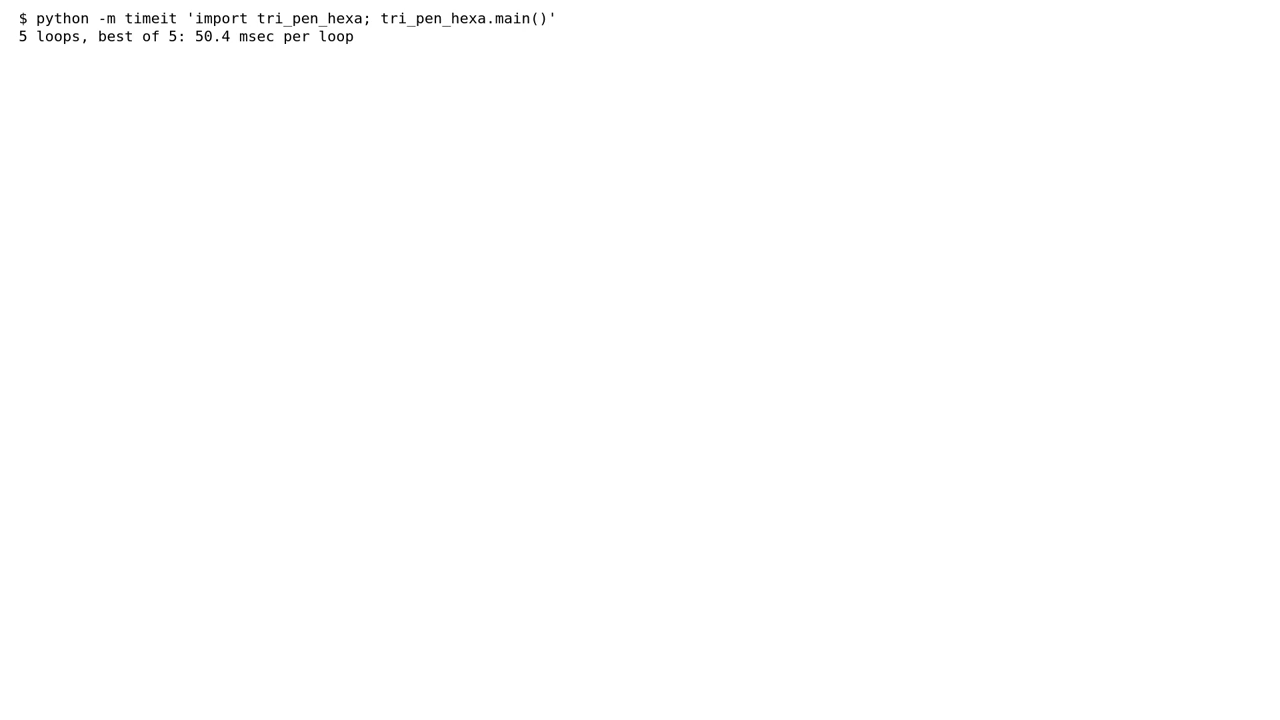 $ python -m timeit 'import tri_pen_hexa; tri_pen_hexa.main()'
5 loops, best of 5: 50.4 msec per loop